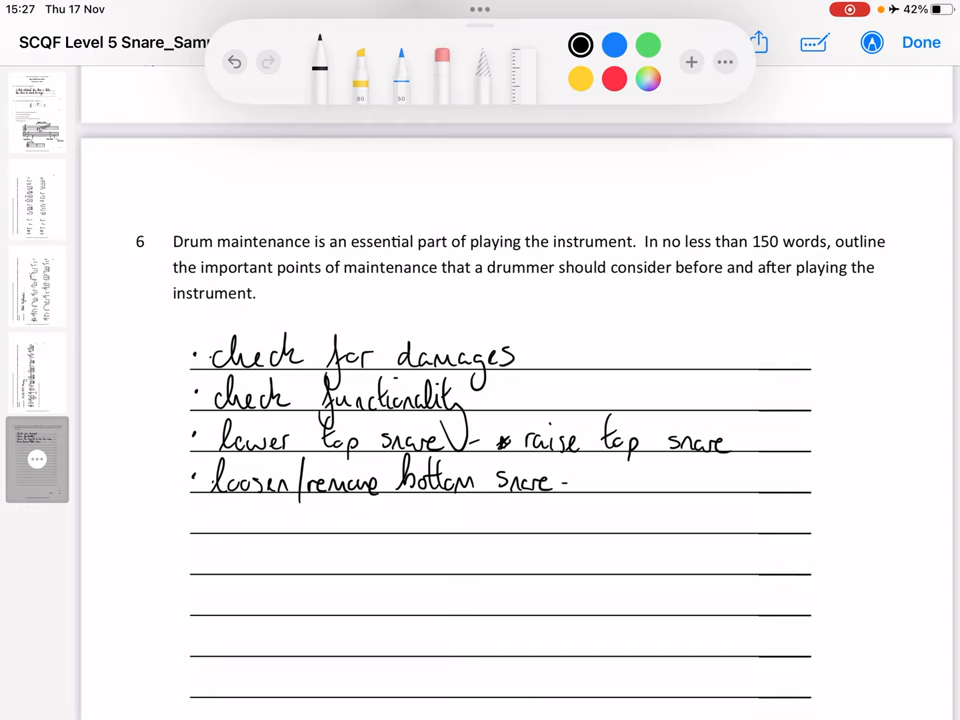 15:27 Thu 17 Nov
42%
SCQF Level 5 Snare_Samp
80
50
Done
6 Drum maintenance is an essential part of playing the instrument. In no less than 150 words, outline
the important points of maintenance that a drummer should consider before and after playing the
instrument.
· check for damages
· check functionality
· lower top snare - raise top snare
· loosen/remove bottom snare -